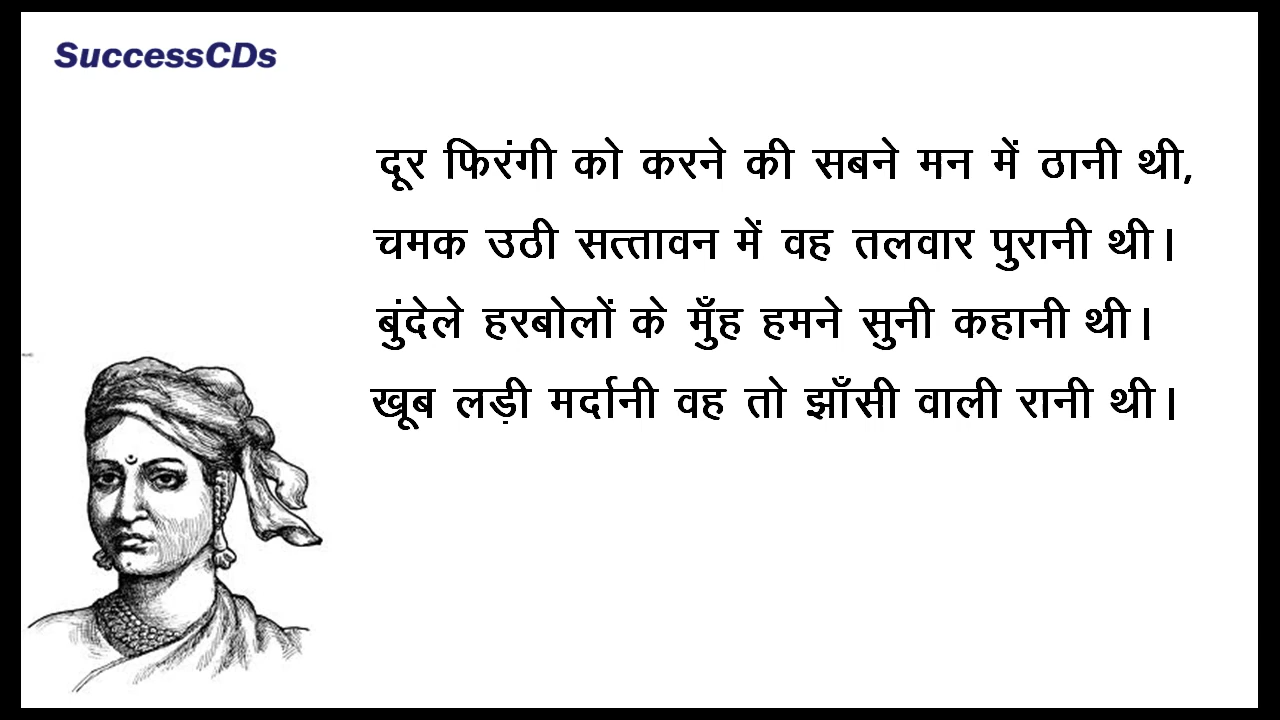 SuccessCDs
दूर फिरंगी को करने की सबने मन में ठानी थी,
चमक उठी सत्तावन में वह तलवार पुरानी थी।
बुंदेले हरबोलों के मुँह हमने सुनी कहानी थी।
खूब लड़ी मर्दानी वह तो झाँसी वाली रानी थी।